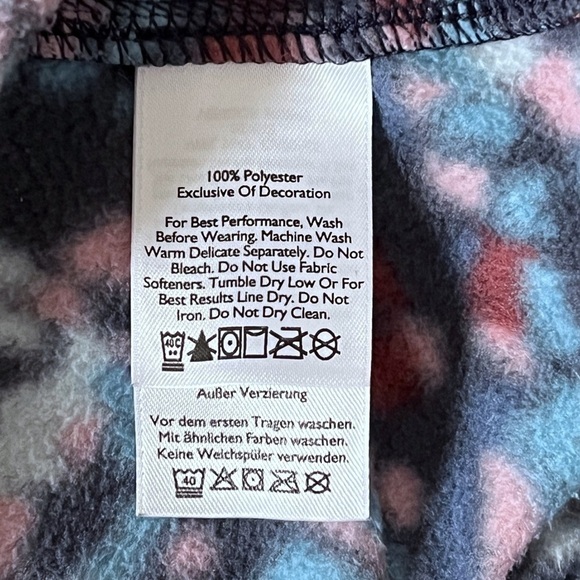 100% Polyester
Exclusive Of Decoration
For Best Performance, Wash
Before Wearing. Machine Wash
Warm Delicate Separately. Do Not
Bleach. Do Not Use Fabric
Softeners. Tumble Dry Low Or For
Best Results Line Dry. Do Not
Iron. Do Not Dry Clean.
40C
Außer Verzierung
Vor dem ersten Tragen waschen.
Mit ähnlichen Farben waschen.
Keine Weichspüler verwenden.
40